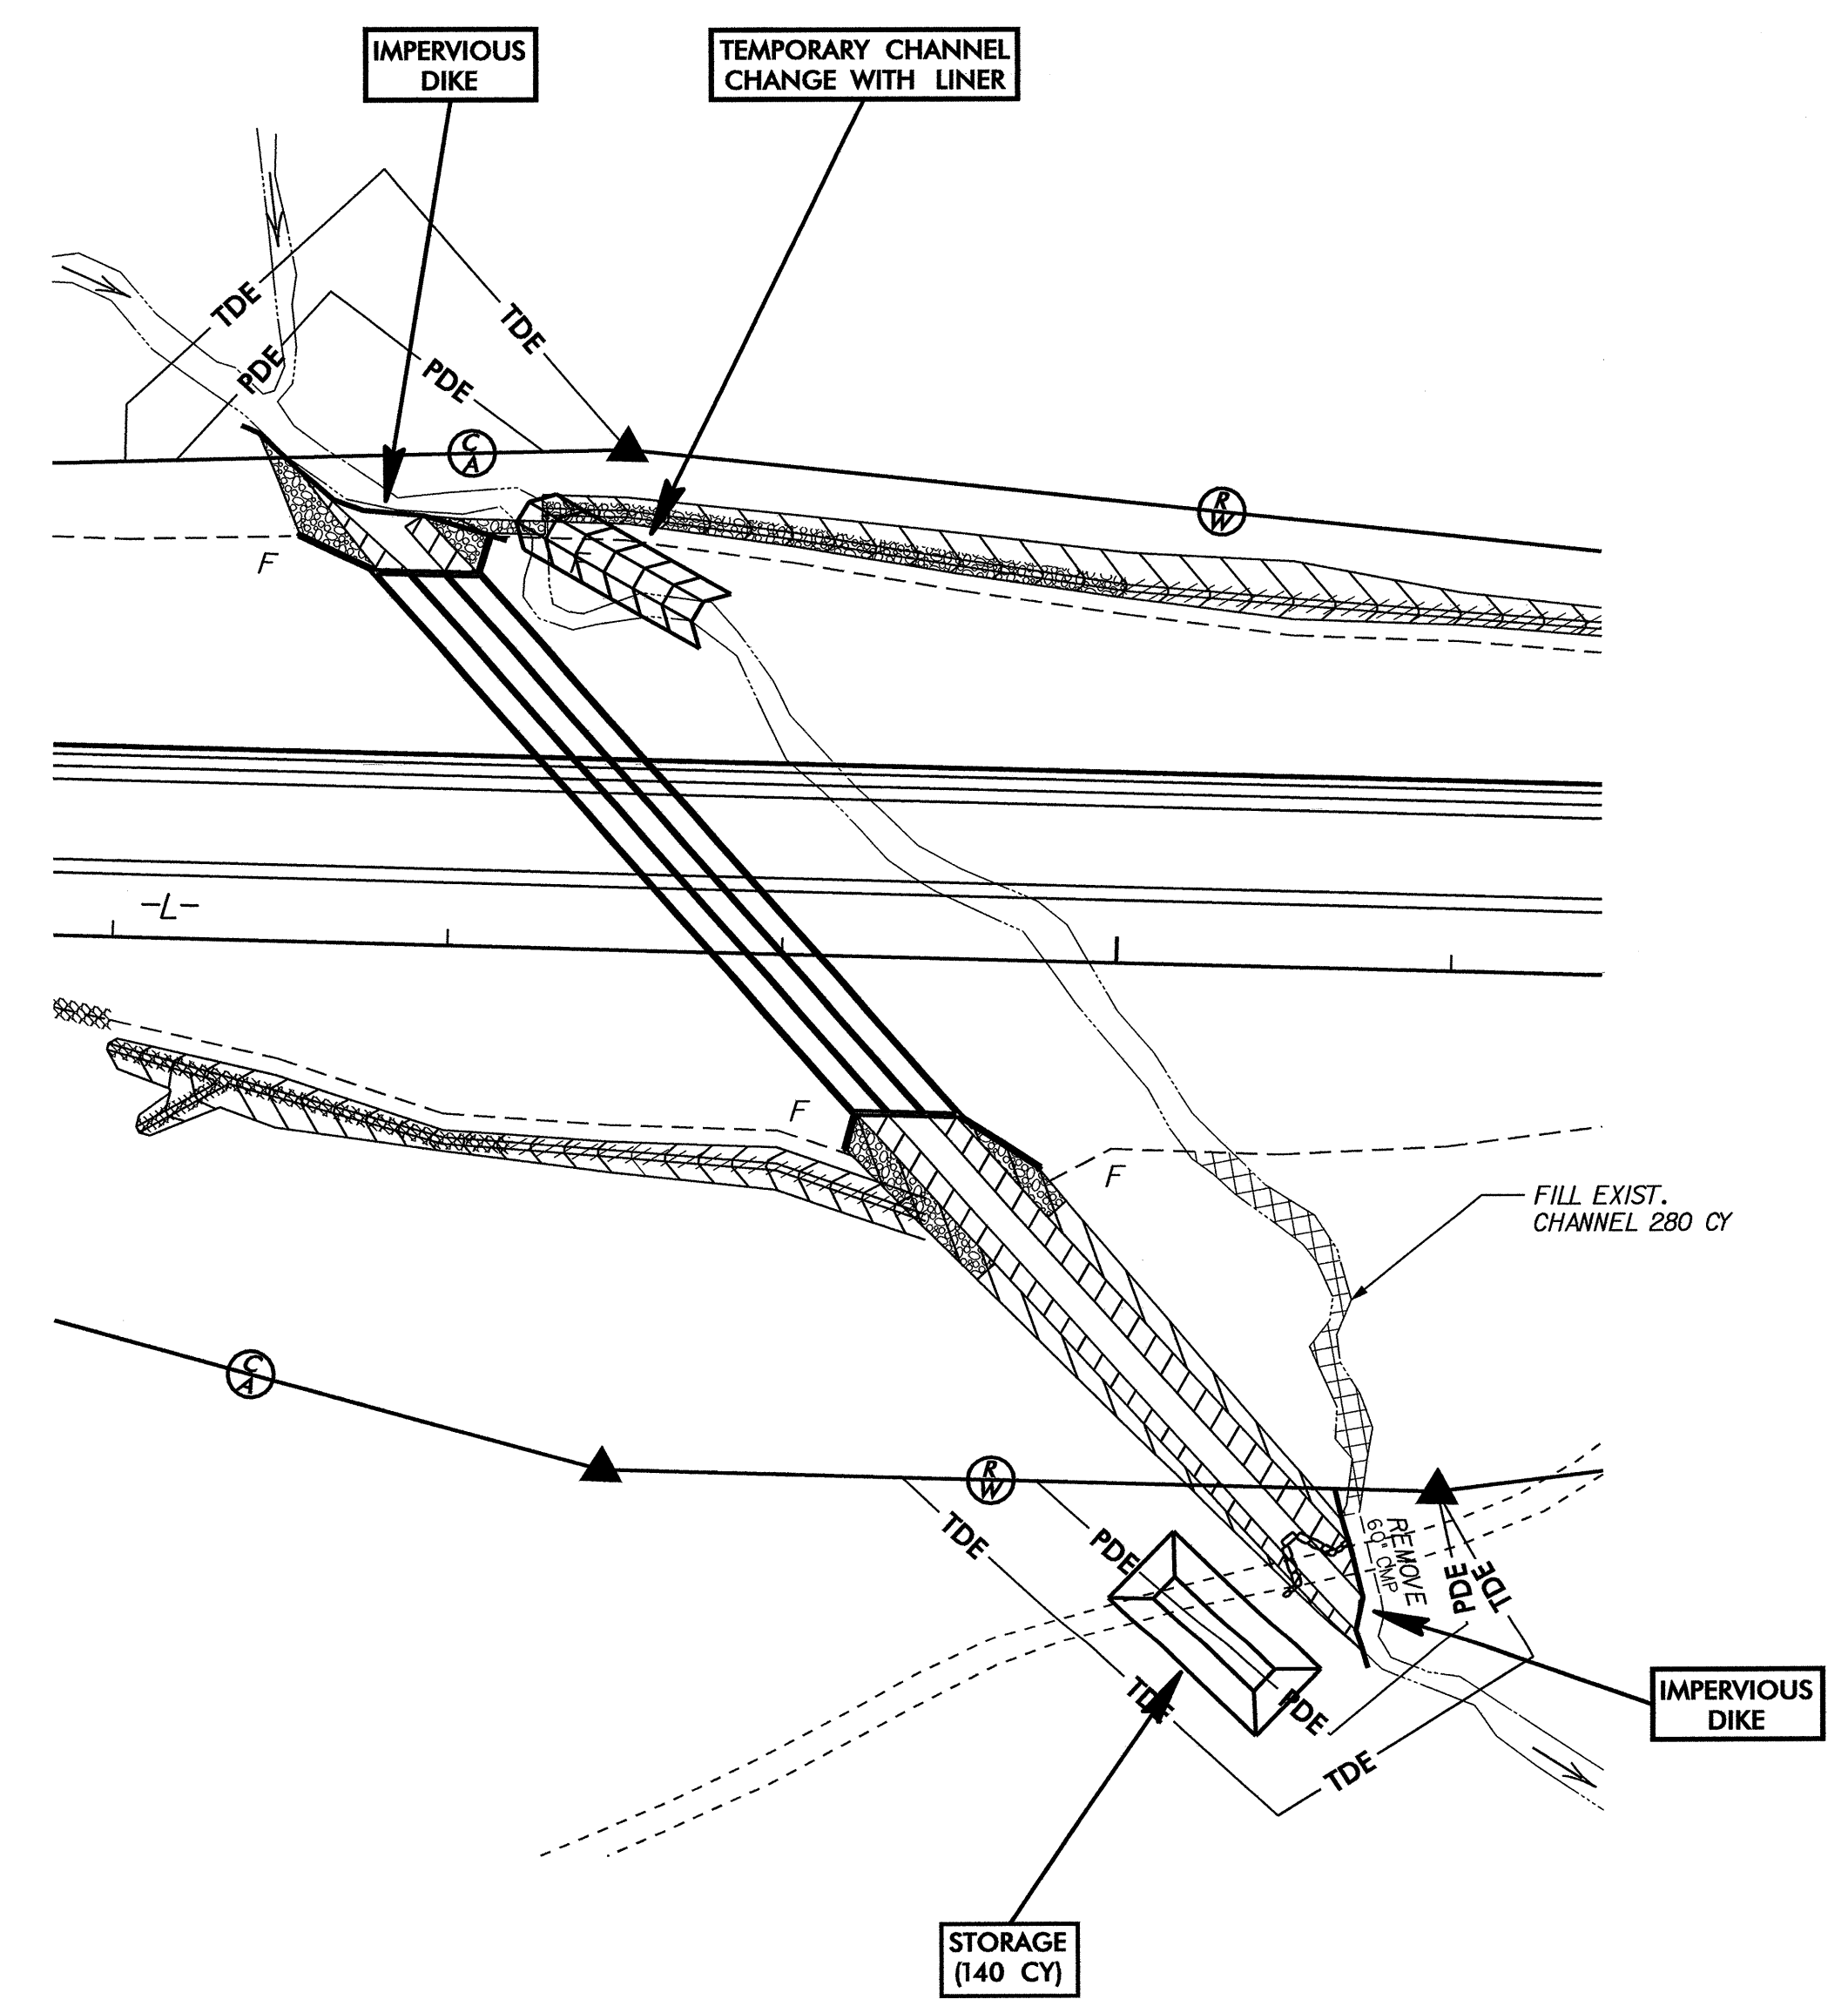 IMPERVIOUS
DIKE
TEMPORARY CHANNEL
CHANGE WITH LINER
TDE
TDE
PDE
PDE
C
A
R
W
F
-L-
F
F
FILL EXIST.
CHANNEL 280 CY
C
A
R
W
TDE
PDE
REMOVE
60" CMP
PDE
TDE
TDE
PDE
TDE
IMPERVIOUS
DIKE
STORAGE
(140 CY)